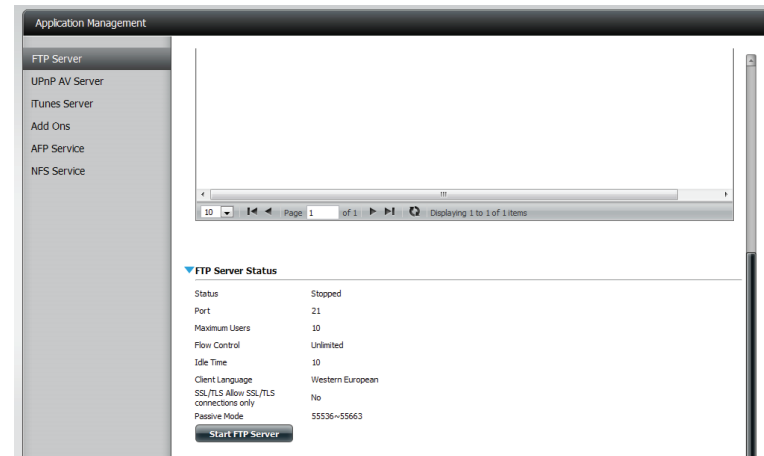 Application Management
FTP Server
UPnP AV Server
iTunes Server
Add Ons
AFP Service
NFS Service
10 Page 1 of 1 Displaying 1 to 1 of 1 items
FTP Server Status
Status Stopped
Port 21
Maximum Users 10
Flow Control Unlimited
Idle Time 10
Client Language Western European
SSL/TLS Allow SSL/TLS
connections only No
Passive Mode 55536~55663
Start FTP Server